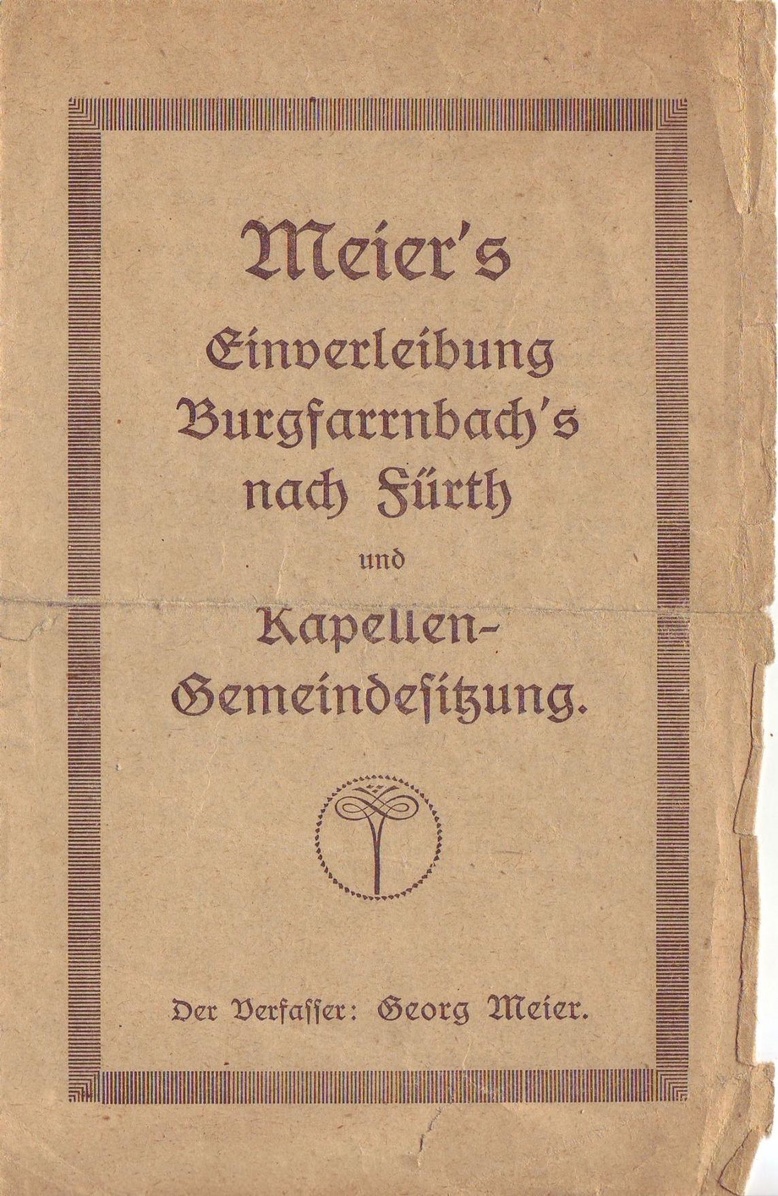 Meier's
Einverleibung
Burgfarrnbach's
nach Fürth
und
Kapellen-
Gemeindesitzung.
Der Verfasser: Georg Meier.